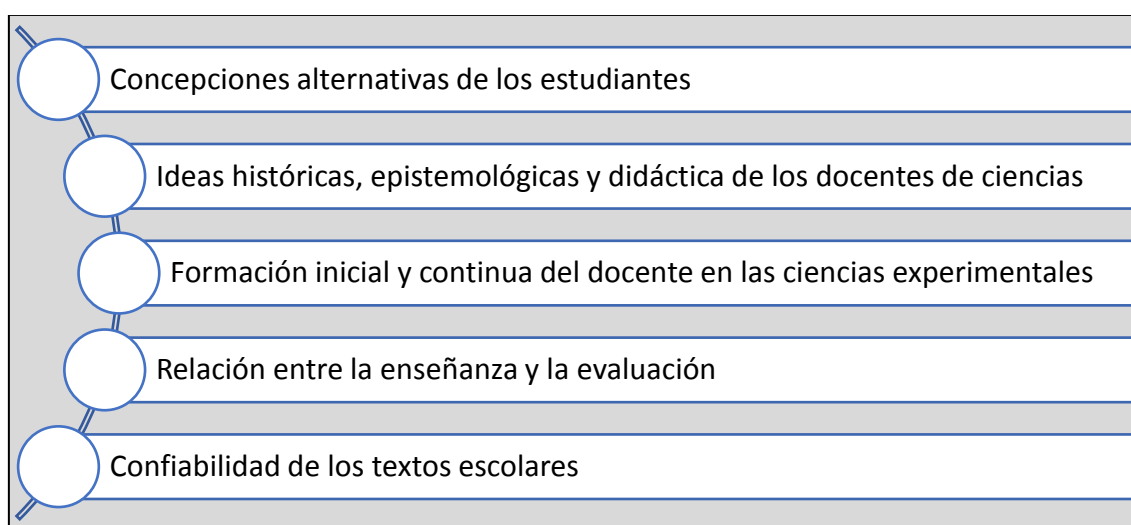 Concepciones alternativas de los estudiantes
Ideas históricas, epistemológicas y didáctica de los docentes de ciencias
Formación inicial y continua del docente en las ciencias experimentales
Relación entre la enseñanza y la evaluación
Confiabilidad de los textos escolares